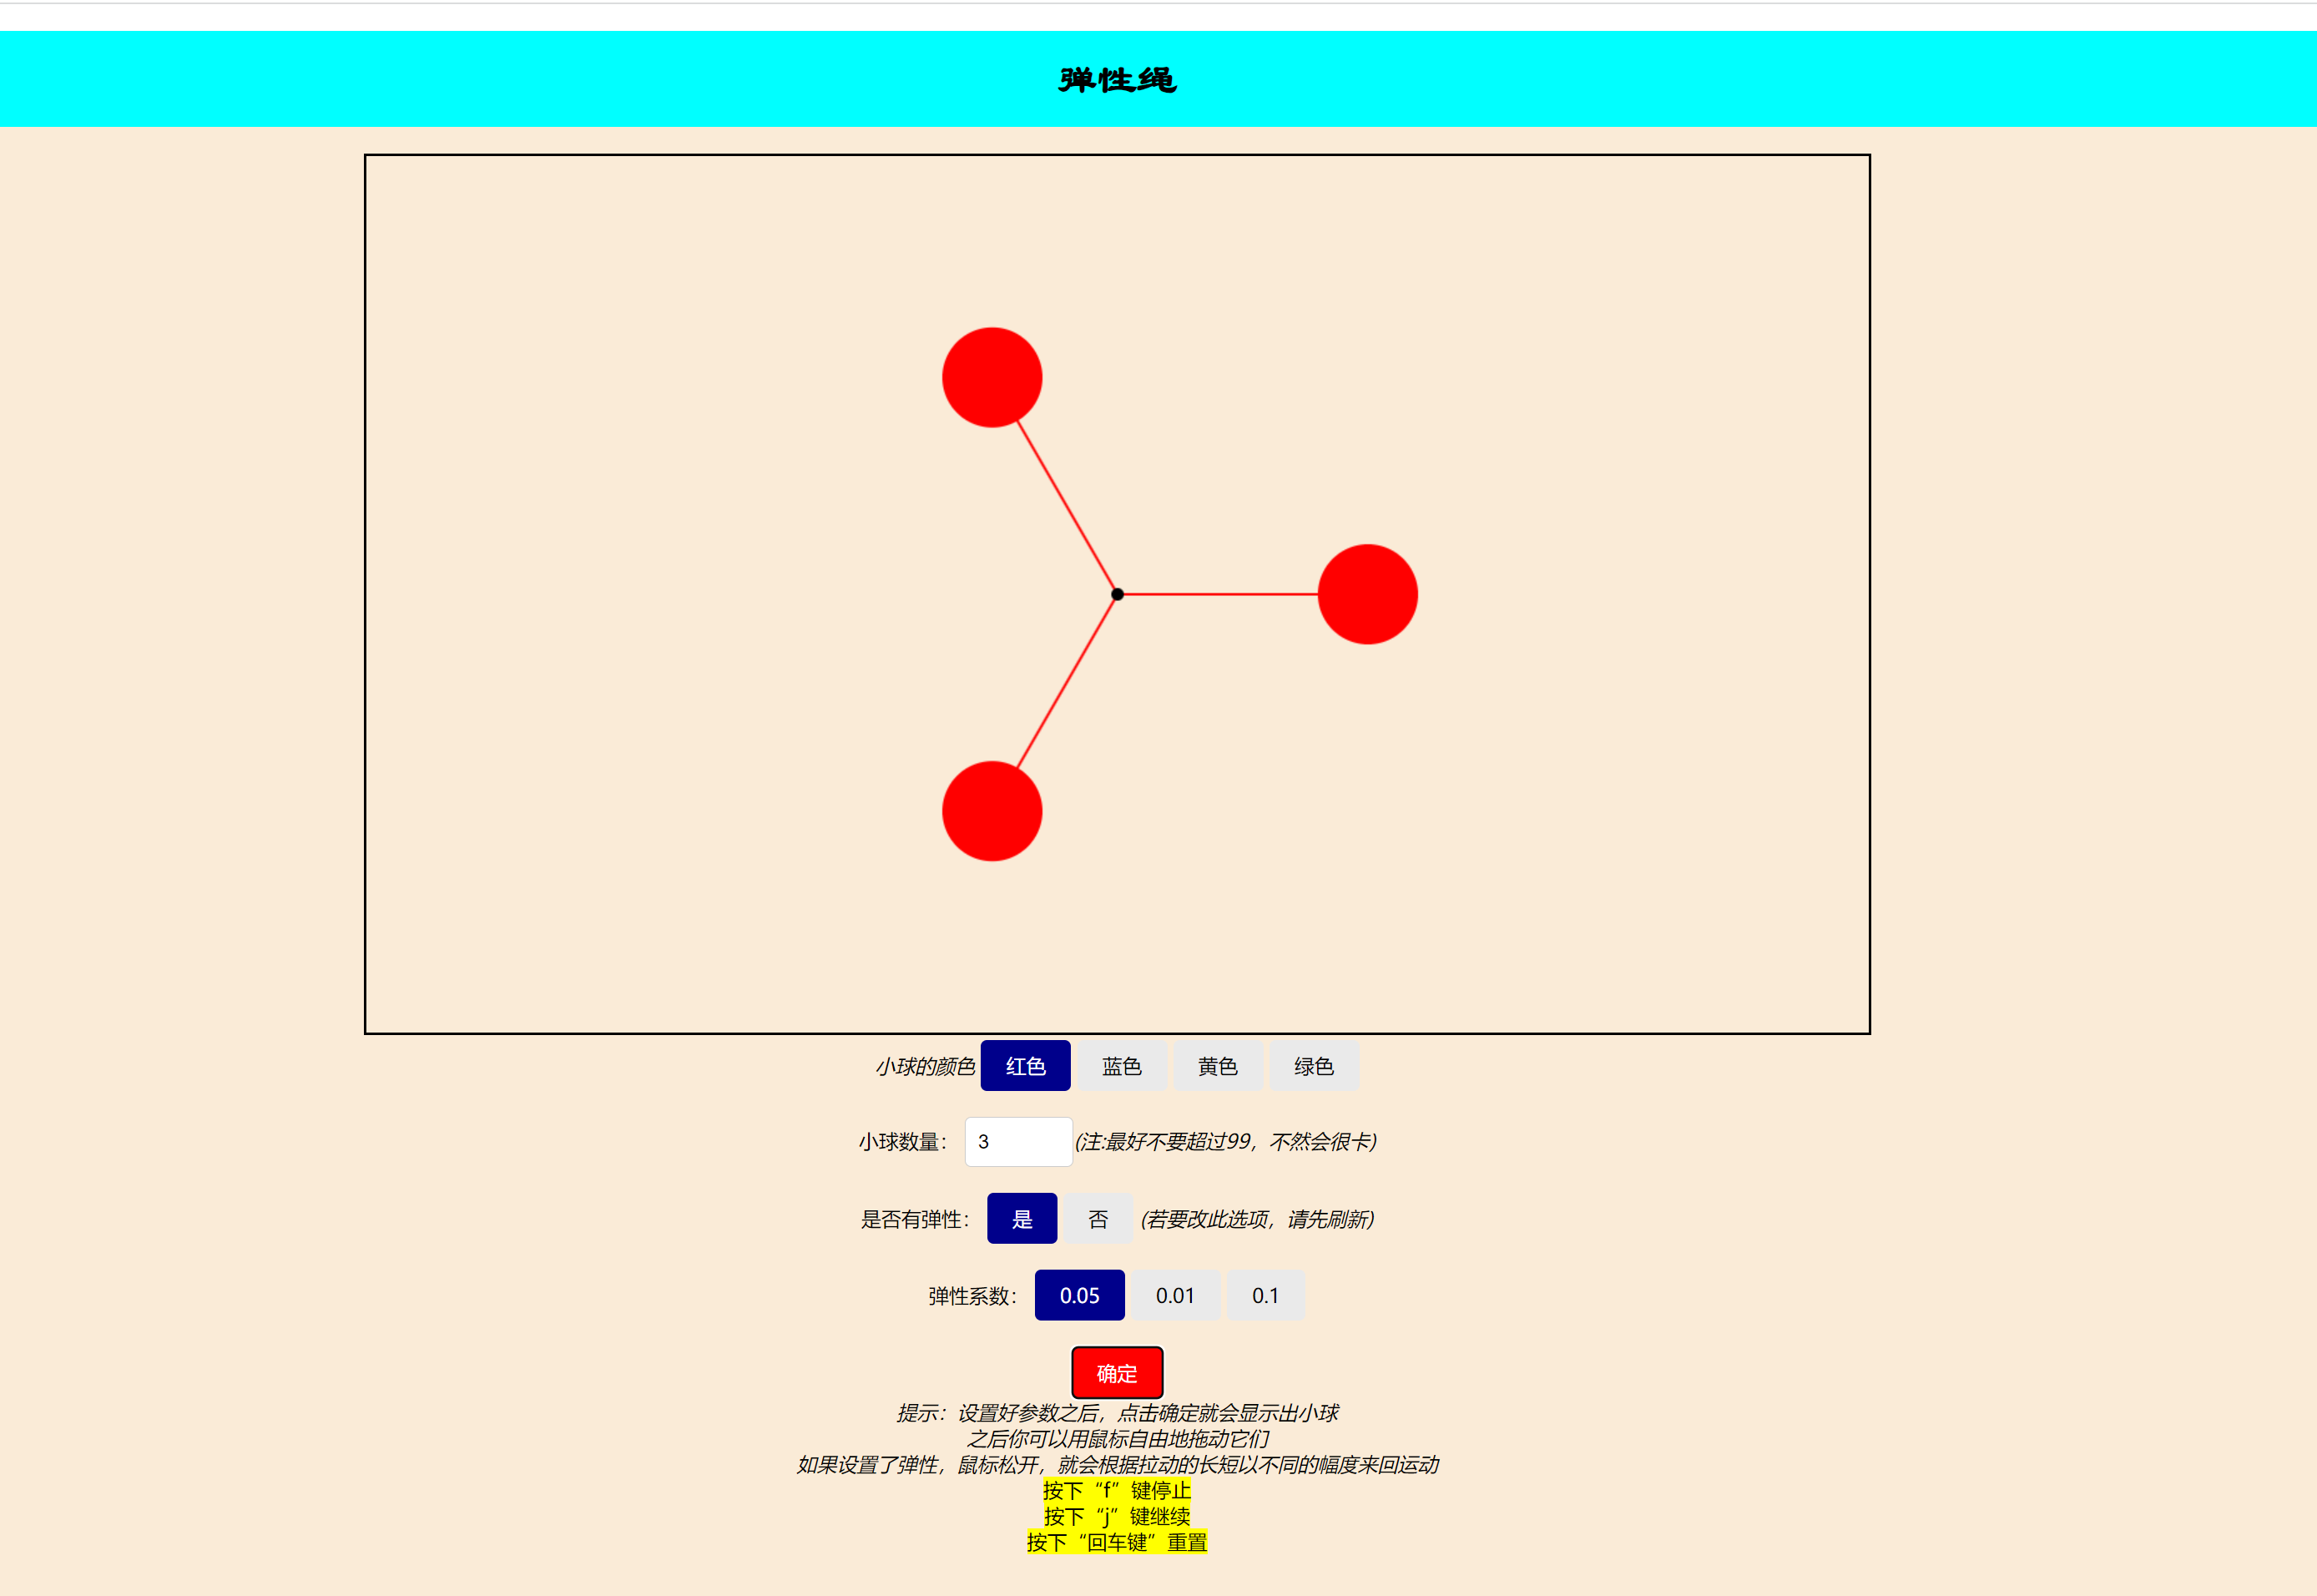 弹性绳
小球的颜色 红色 蓝色 黄色 绿色
小球数量： 3 (注:最好不要超过99，不然会很卡)
是否有弹性： 是 否 (若要改此选项，请先刷新)
弹性系数： 0.05 0.01 0.1
确定
提示：设置好参数之后，点击确定就会显示出小球
之后你可以用鼠标自由地拖动它们
如果设置了弹性，鼠标松开，就会根据拉动的长短以不同的幅度来回运动
按下“f”键停止
按下“j”键继续
按下“回车键”重置